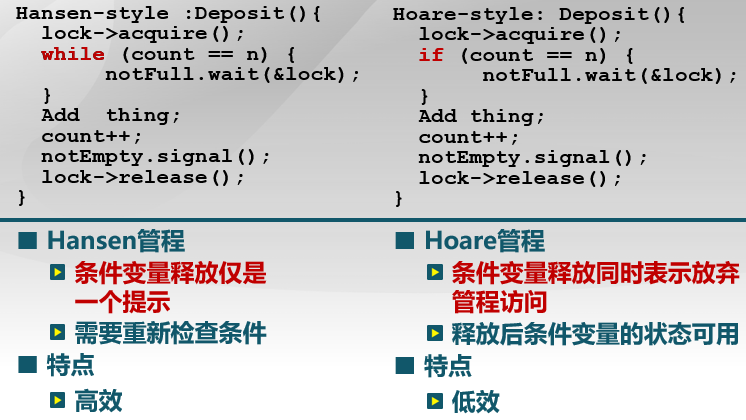 Hansen-style :Deposit(){
lock->acquire();
while (count == n) {
notFull.wait(&lock);
}
Add thing;
count++;
notEmpty.signal();
lock->release();
}
Hansen管程
条件变量释放仅是
一个提示
需要重新检查条件
特点
高效
Hoare-style: Deposit(){
lock->acquire();
if (count == n) {
notFull.wait(&lock);
}
Add thing;
count++;
notEmpty.signal();
lock->release();
}
Hoare管程
条件变量释放同时表示放弃
管程访问
释放后条件变量的状态可用
特点
低效